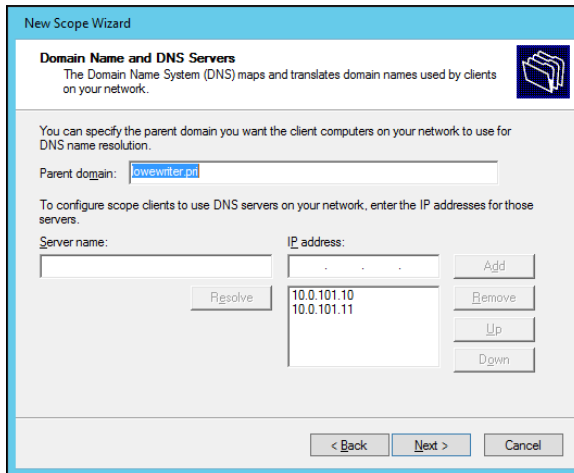 New Scope Wizard
Domain Name and DNS Servers
The Domain Name System (DNS) maps and translates domain names used by clients
on your network.
You can specify the parent domain you want the client computers on your network to use for
DNS name resolution.
Parent domain:
lowewriter.pri
To configure scope clients to use DNS servers on your network, enter the IP addresses for those
servers.
Server name:
IP address:
. . .
Add
Resolve
10.0.101.10
10.0.101.11
Remove
Up
Down
< Back
Next >
Cancel